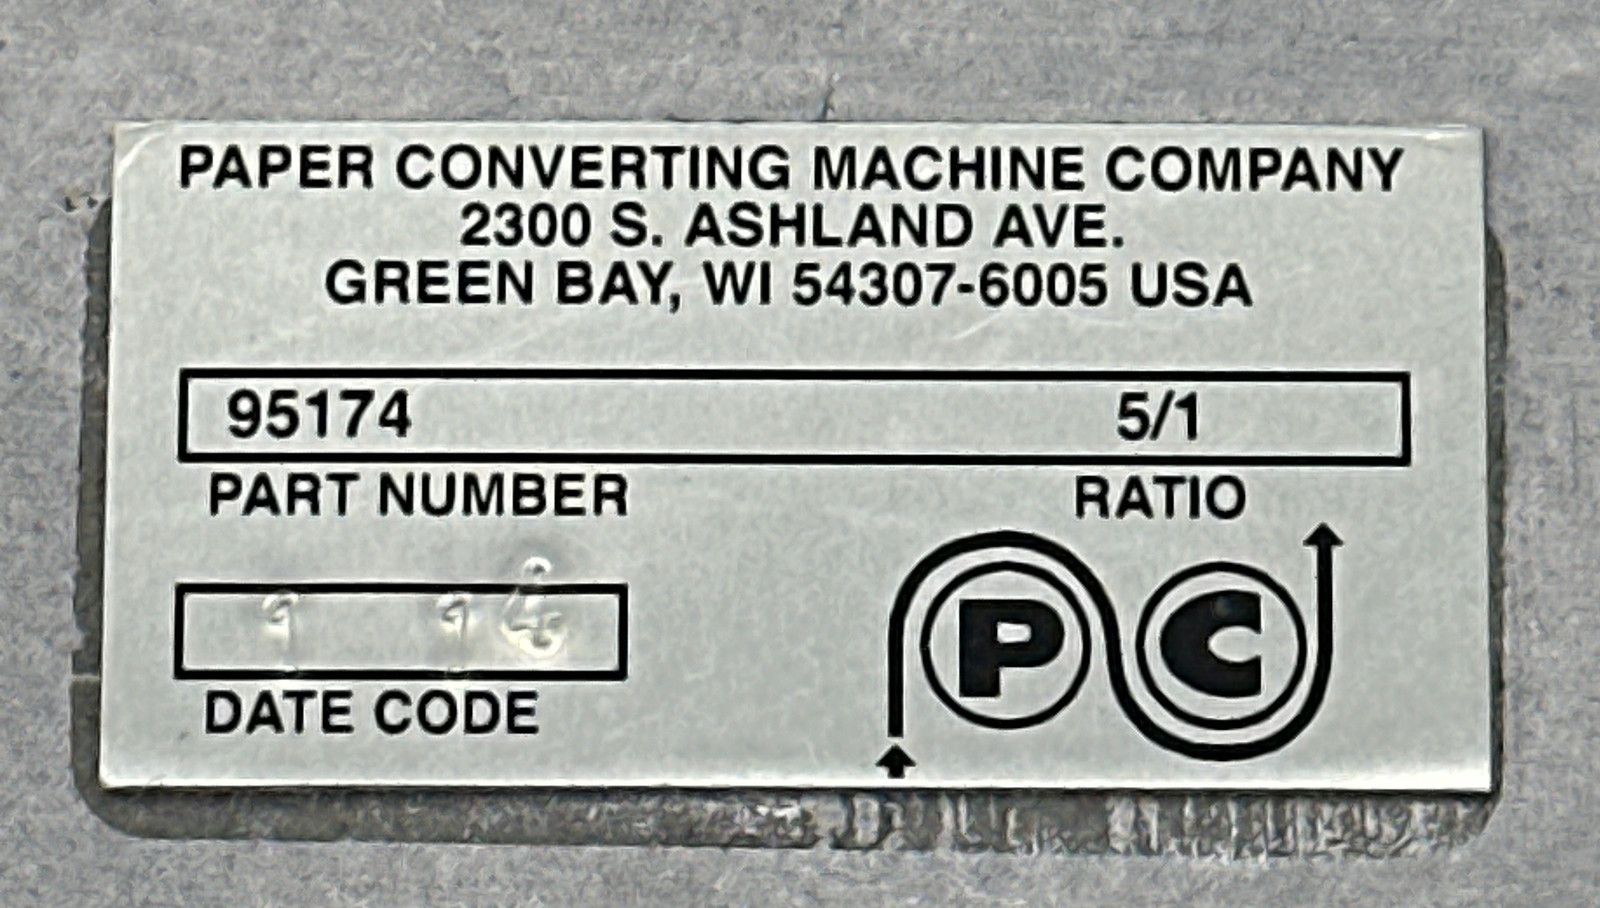 PAPER CONVERTING MACHINE COMPANY
2300 S. ASHLAND AVE.
GREEN BAY, WI 54307-6005 USA
95174 5/1
PART NUMBER RATIO
DATE CODE
P C